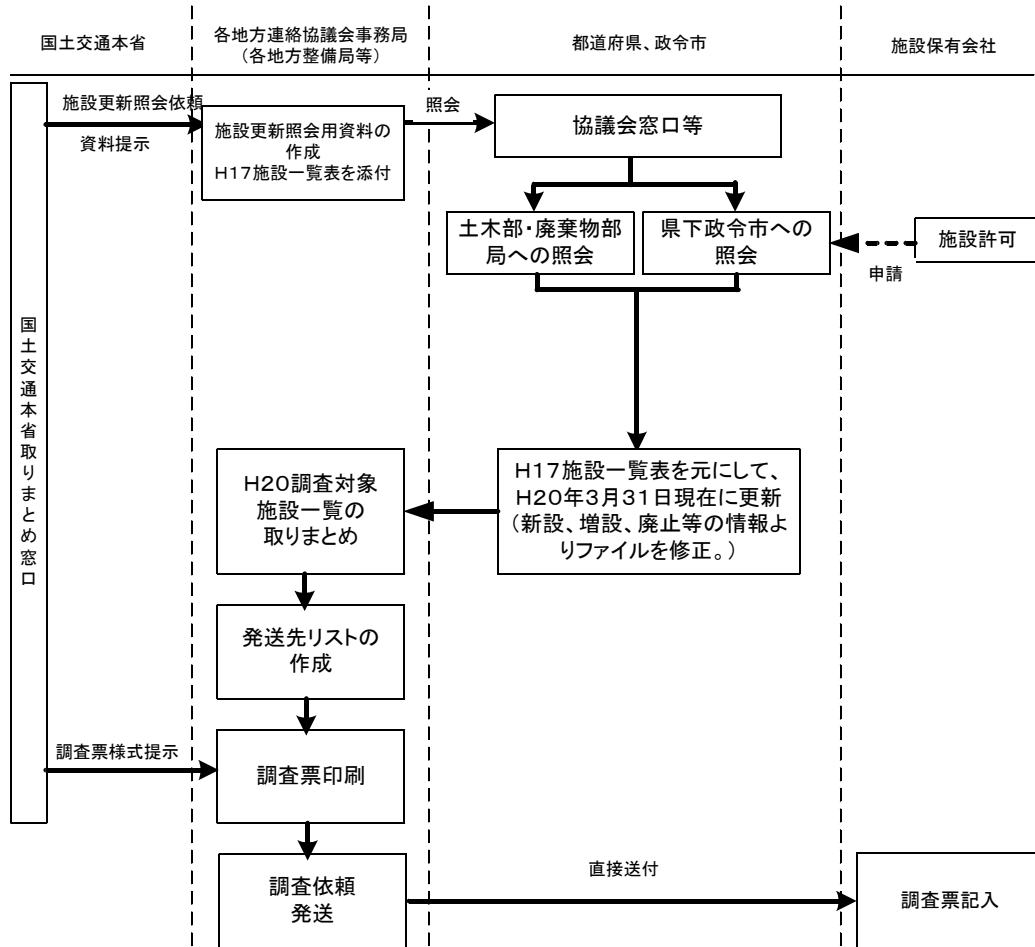 国土交通本省
各地方連絡協議会事務局
(各地方整備局等)
都道府県、政令市
施設保有会社
施設更新照会依頼
資料提示
施設更新照会用資料の
作成
H17施設一覧表を添付
照会
協議会窓口等
土木部・廃棄物部
局への照会
県下政令市への
照会
施設許可
申請
国土交通本省取りまとめ窓口
H17施設一覧表を元にして、
H20年3月31日現在に更新
(新設、増設、廃止等の情報よ
りファイルを修正。)
H20調査対象
施設一覧の
取りまとめ
発送先リストの
作成
調査票様式提示
調査票印刷
調査依頼
発送
直接送付
調査票記入